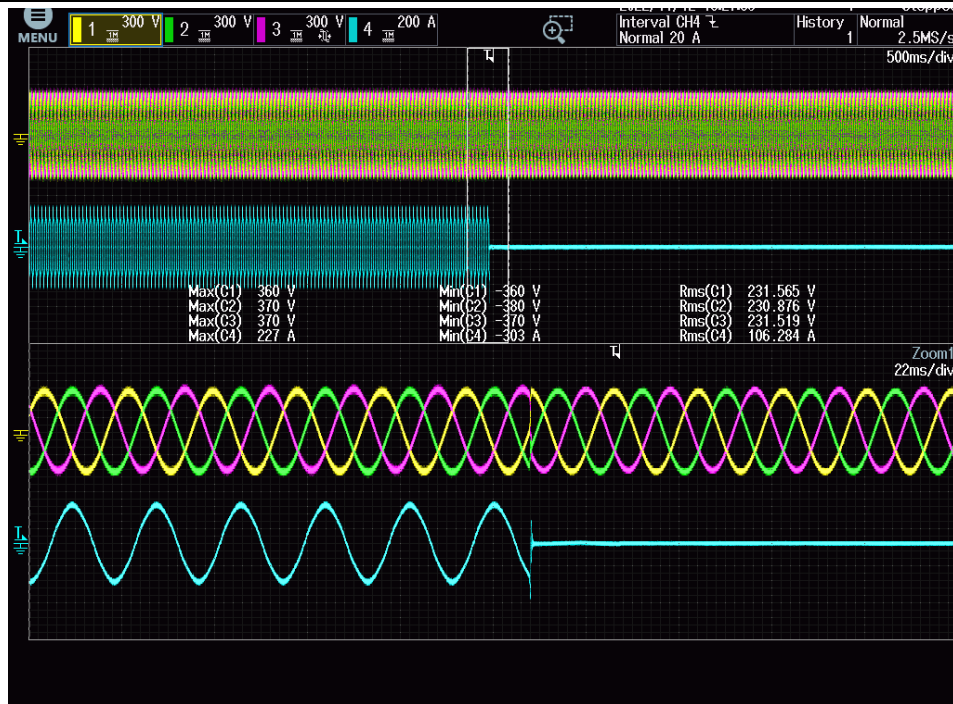 MENU 1 300 V 2 300 V 3 300 V 4 200 A Interval CH4 History Normal
Normal 20 A 1 2.5MS/s
500ms/div
Max(C1) 360 V Min(C1) -360 V Rms(C1) 231.565 V
Max(C2) 370 V Min(C2) -380 V Rms(C2) 230.876 V
Max(C3) 370 V Min(C3) -370 V Rms(C3) 231.519 V
Max(C4) 227 A Min(C4) -303 A Rms(C4) 106.284 A
Zoom1
22ms/div